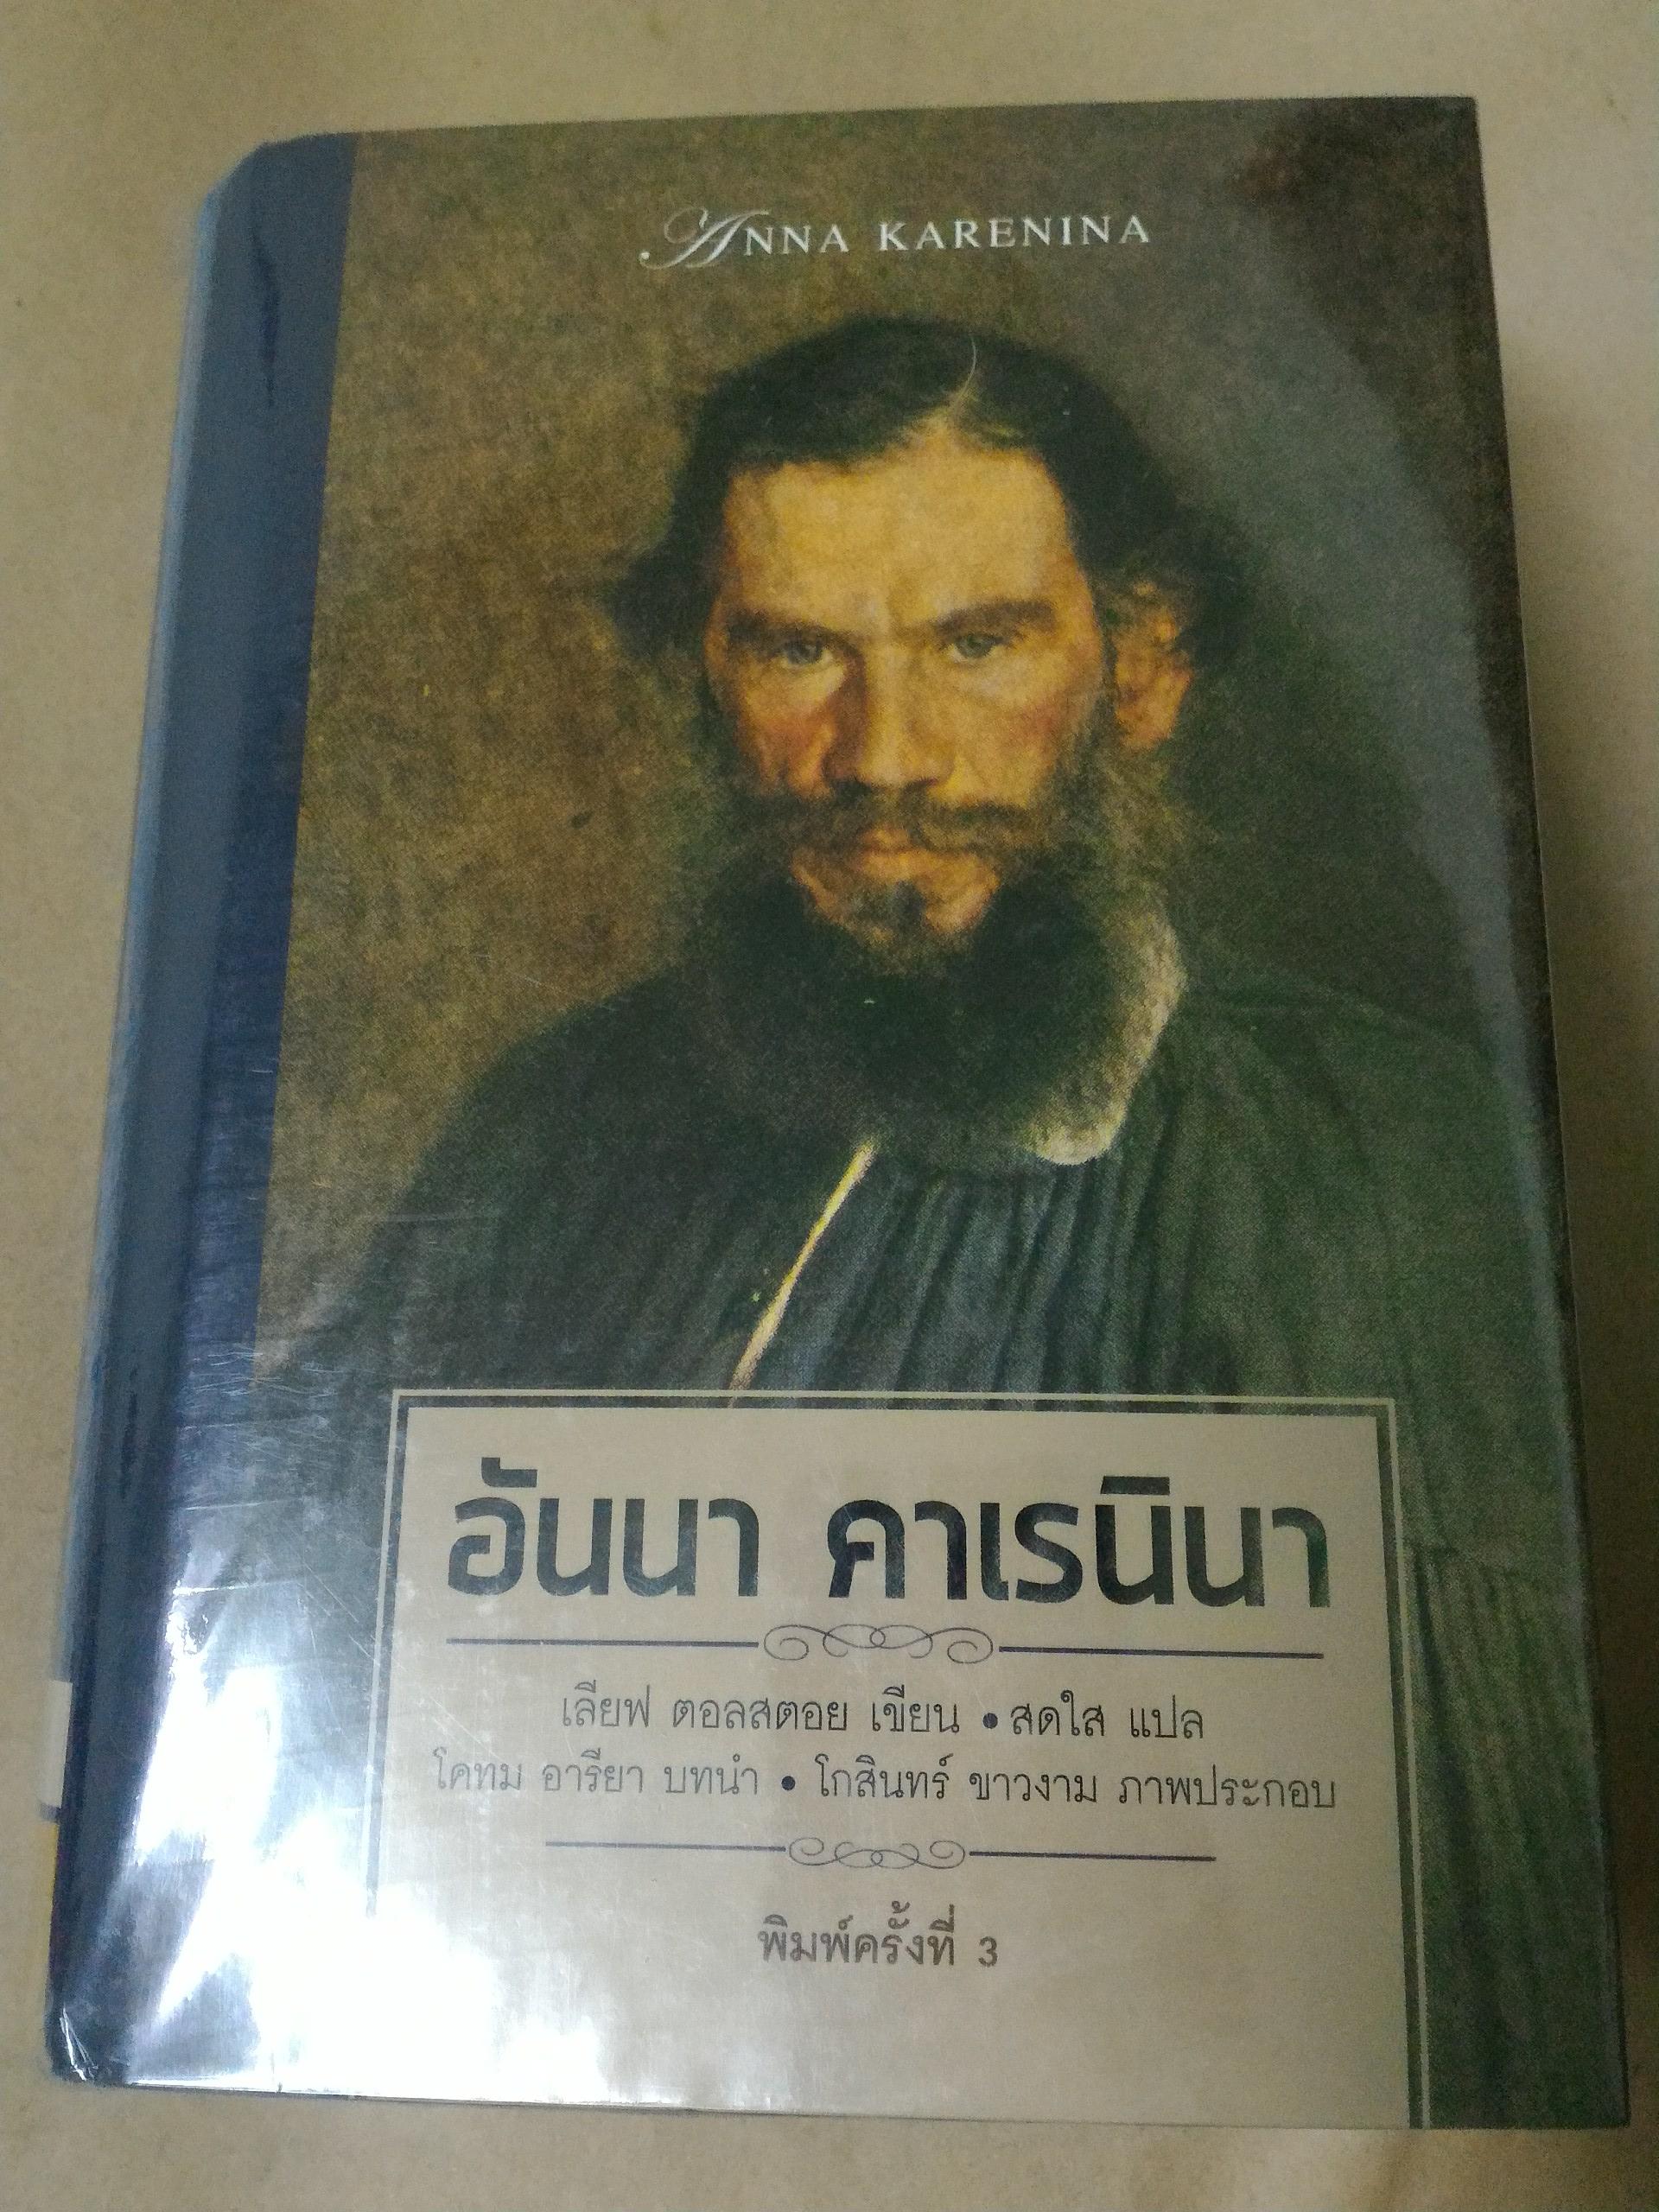 ANNA KARENINA
อันนา คาเรนินา
เลียฟ ตอลสตอย เขียน • สดใส แปล
โคทม อารียา บทนำ • โกสินทร์ ขาวงาม ภาพประกอบ
พิมพ์ครั้งที่ 3